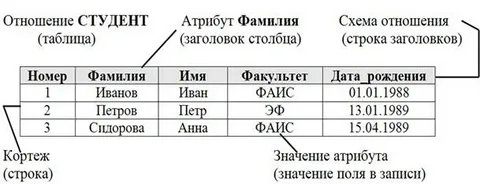 Отношение СТУДЕНТ
(таблица)
Атрибут Фамилия
(заголовок столбца)
Схема отношения
(строка заголовков)
Номер Фамилия Имя Факультет Дата_рождения
1 Иванов Иван ФАИС 01.01.1988
2 Петров Петр ЭФ 13.01.1989
3 Сидорова Анна ФАИС 15.04.1989
Кортеж
(строка)
Значение атрибута
(значение поля в записи)